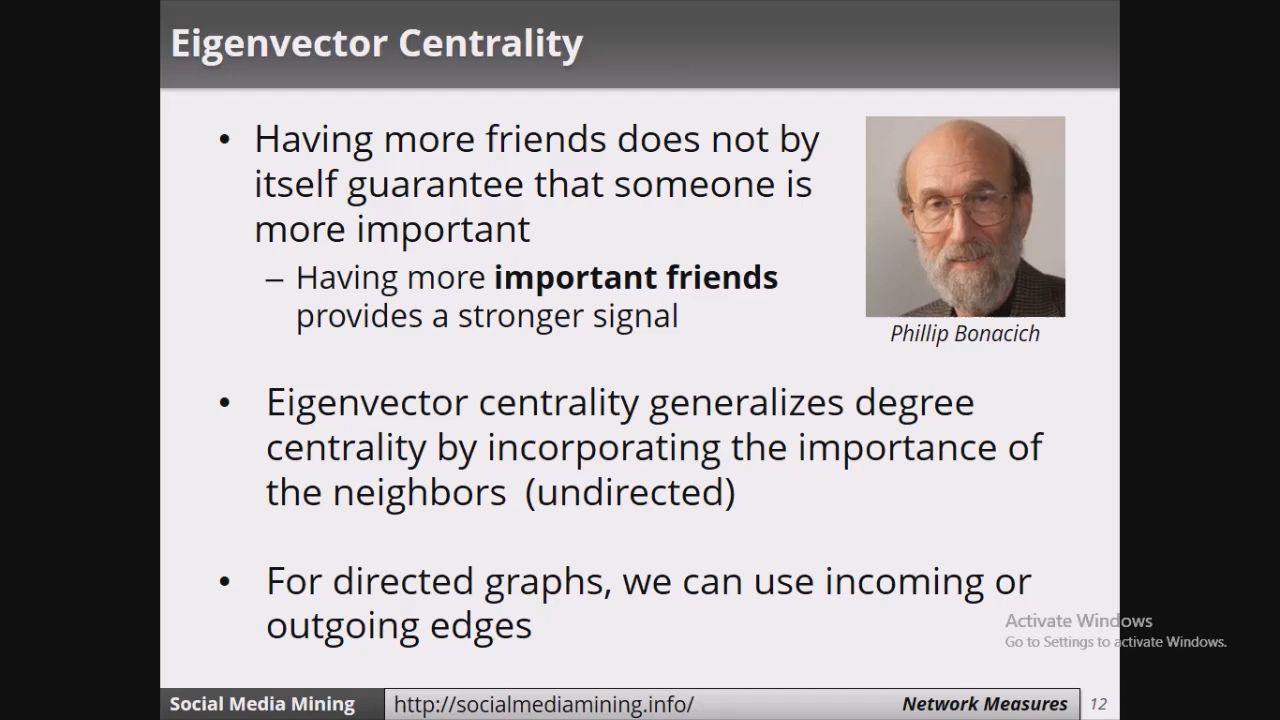 Eigenvector Centrality
• Having more friends does not by
itself guarantee that someone is
more important
– Having more important friends
provides a stronger signal
Phillip Bonacich
• Eigenvector centrality generalizes degree
centrality by incorporating the importance of
the neighbors (undirected)
• For directed graphs, we can use incoming or
outgoing edges
Activate Windows
Go to Settings to activate Windows.
Social Media Mining http://socialmediamining.info/ Network Measures 12